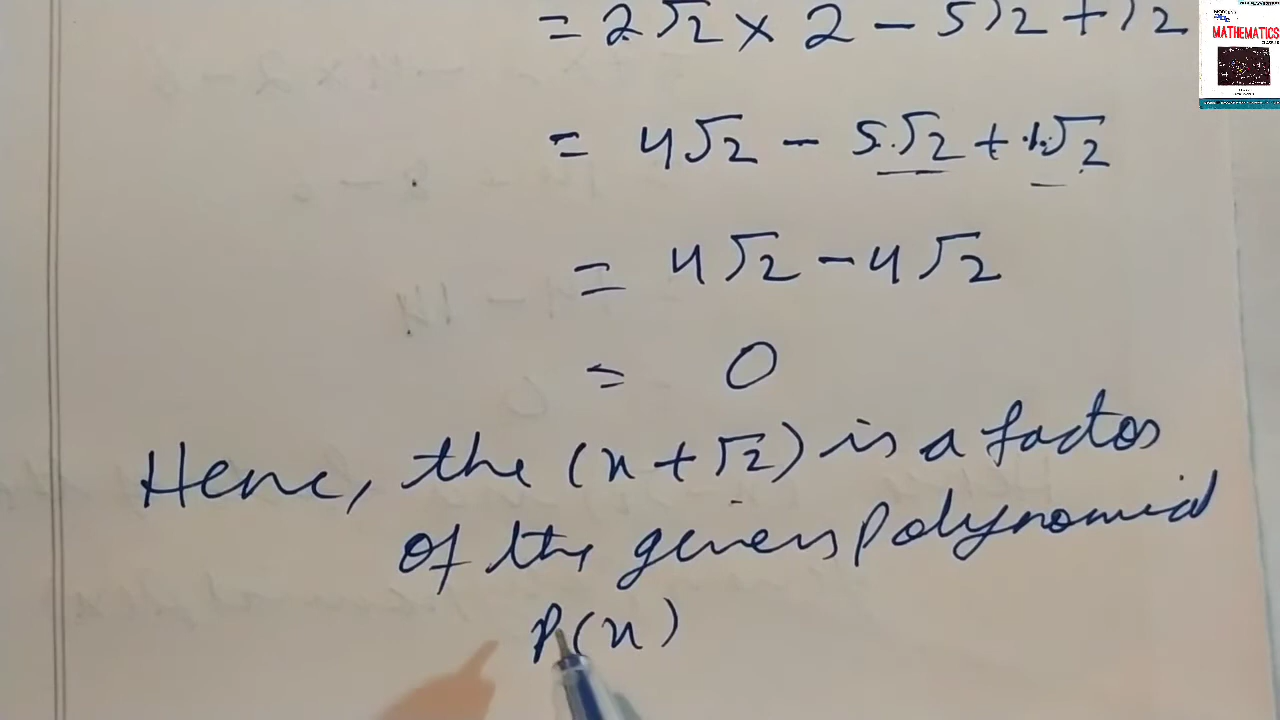 = 2√2 × 2 - 5√2 + √2
= 4√2 - 5.√2 + 1.√2
= 4√2 - 4√2
= 0
Henc, the (x + √2) is a factor
of the given polynomial
P(x)
MATHEMATICS